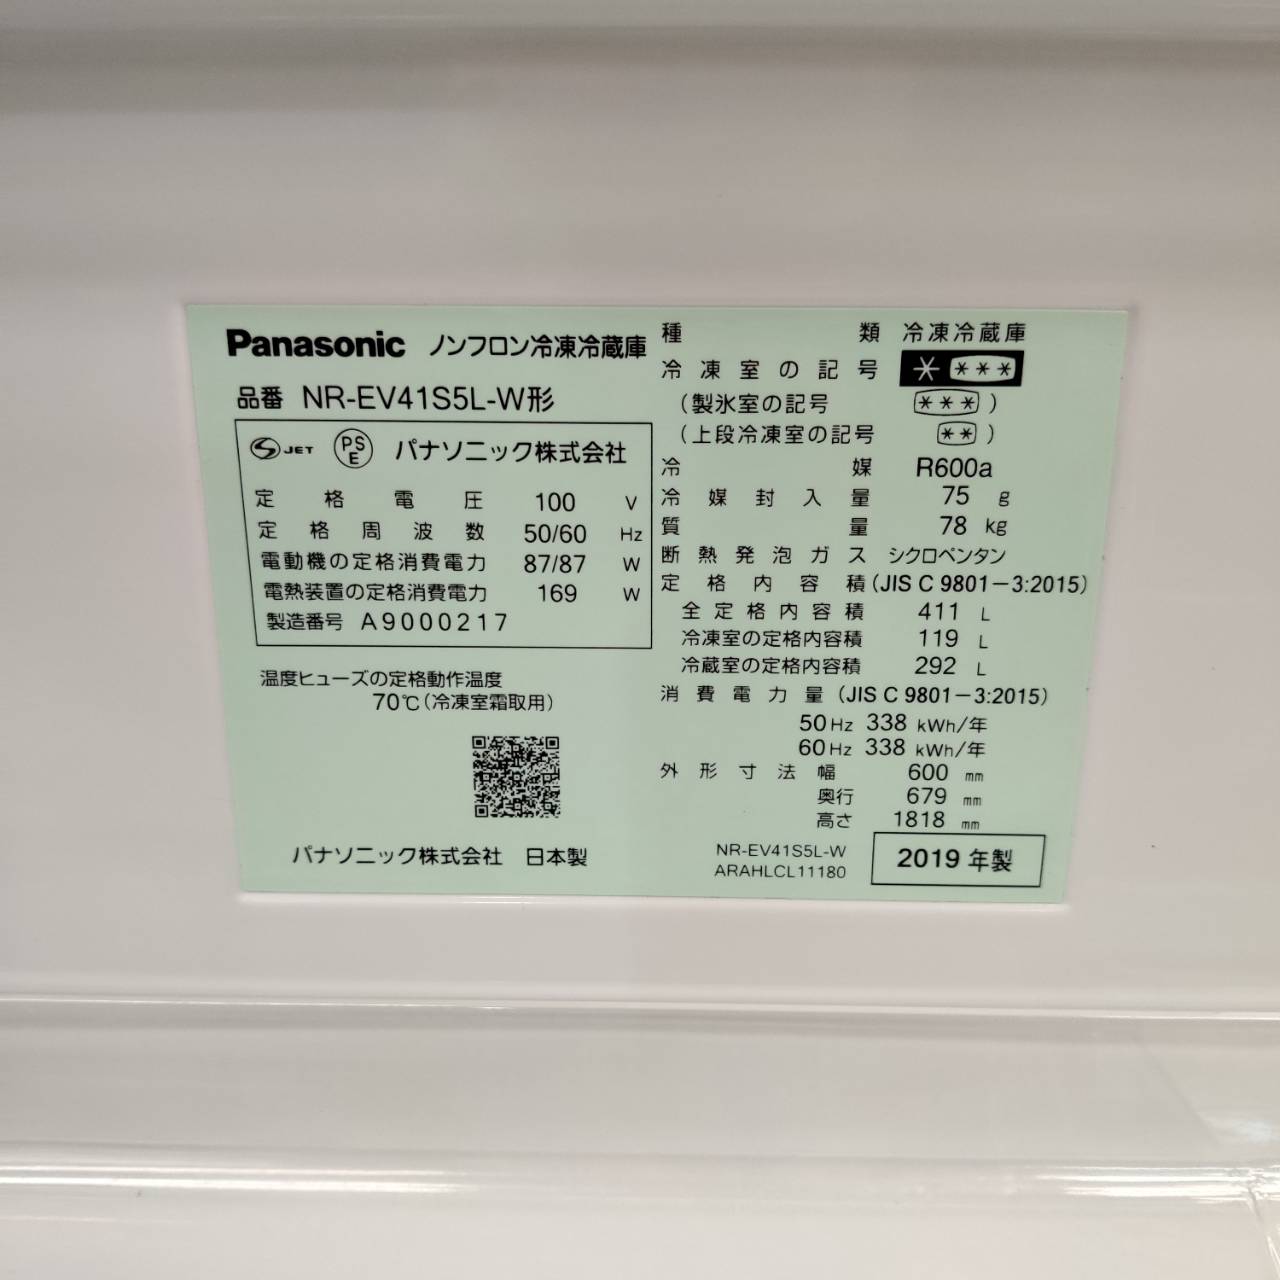 Panasonic ノンフロン冷凍冷蔵庫
品番 NR-EV41S5L-W形
S JET PSE パナソニック株式会社
定格電圧 100 V
定格周波数 50/60 Hz
電動機の定格消費電力 87/87 W
電熱装置の定格消費電力 169 W
製造番号 A9000217
温度ヒューズの定格動作温度
70℃(冷凍室霜取用)
パナソニック株式会社 日本製
種類 冷凍冷蔵庫
冷凍室の記号 * ***
(製氷室の記号 ***)
(上段冷凍室の記号 **)
冷媒 R600a
冷媒封入量 75 g
質量 78 kg
断熱発泡ガス シクロペンタン
定格内容積(JIS C 9801-3:2015)
全定格内容積 411 L
冷凍室の定格内容積 119 L
冷蔵室の定格内容積 292 L
消費電力量(JIS C 9801-3:2015)
50Hz 338 kWh/年
60Hz 338 kWh/年
外形寸法 幅 600 mm
奥行 679 mm
高さ 1818 mm
NR-EV41S5L-W
ARAHLCL11180
2019年製